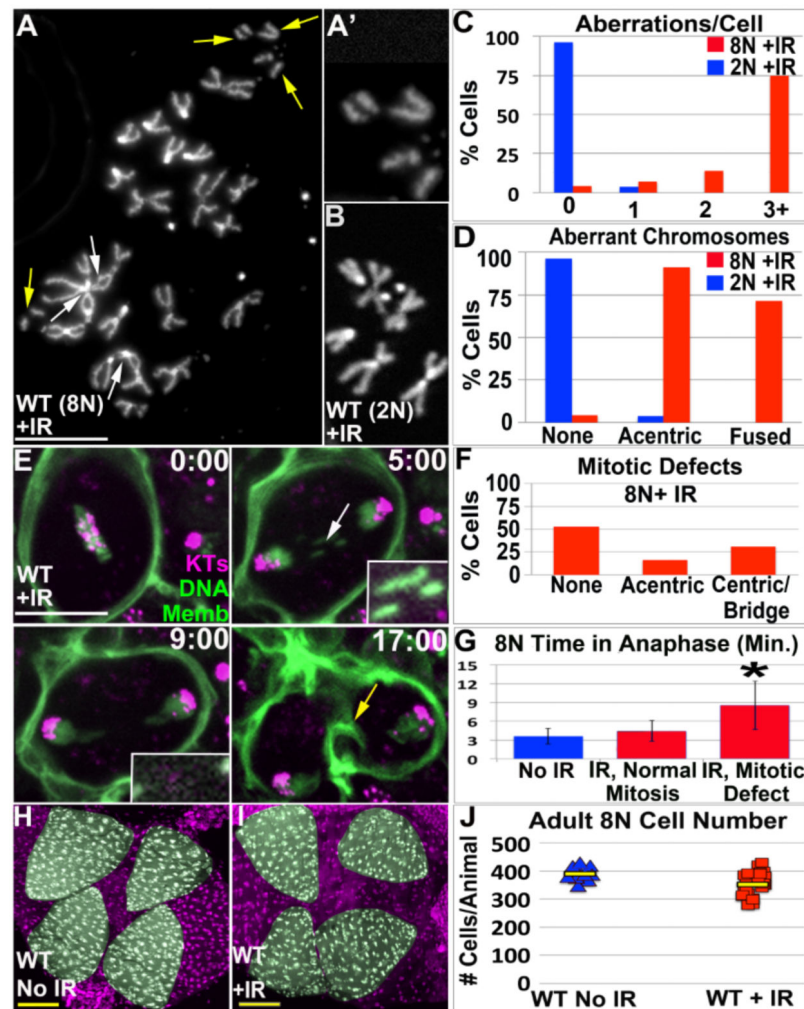 A
WT (8N)
+IR
A'
B
WT (2N)
+IR
C
Aberrations/Cell
8N +IR
2N +IR
% Cells
100
75
50
25
0
0 1 2 3+
D
Aberrant Chromosomes
8N +IR
2N +IR
% Cells
100
75
50
25
0
None Acentric Fused
E
0:00
WT
+IR
KTs
DNA
Memb
5:00
9:00
17:00
F
Mitotic Defects
8N+ IR
% Cells
100
75
50
25
0
None Acentric Centric/
Bridge
G
8N Time in Anaphase (Min.)
*
15
12
9
6
3
0
No IR IR, Normal IR, Mitotic
Mitosis Defect
H
WT
No IR
I
WT
+IR
J
Adult 8N Cell Number
# Cells/Animal
500
400
300
200
100
0
WT No IR WT + IR